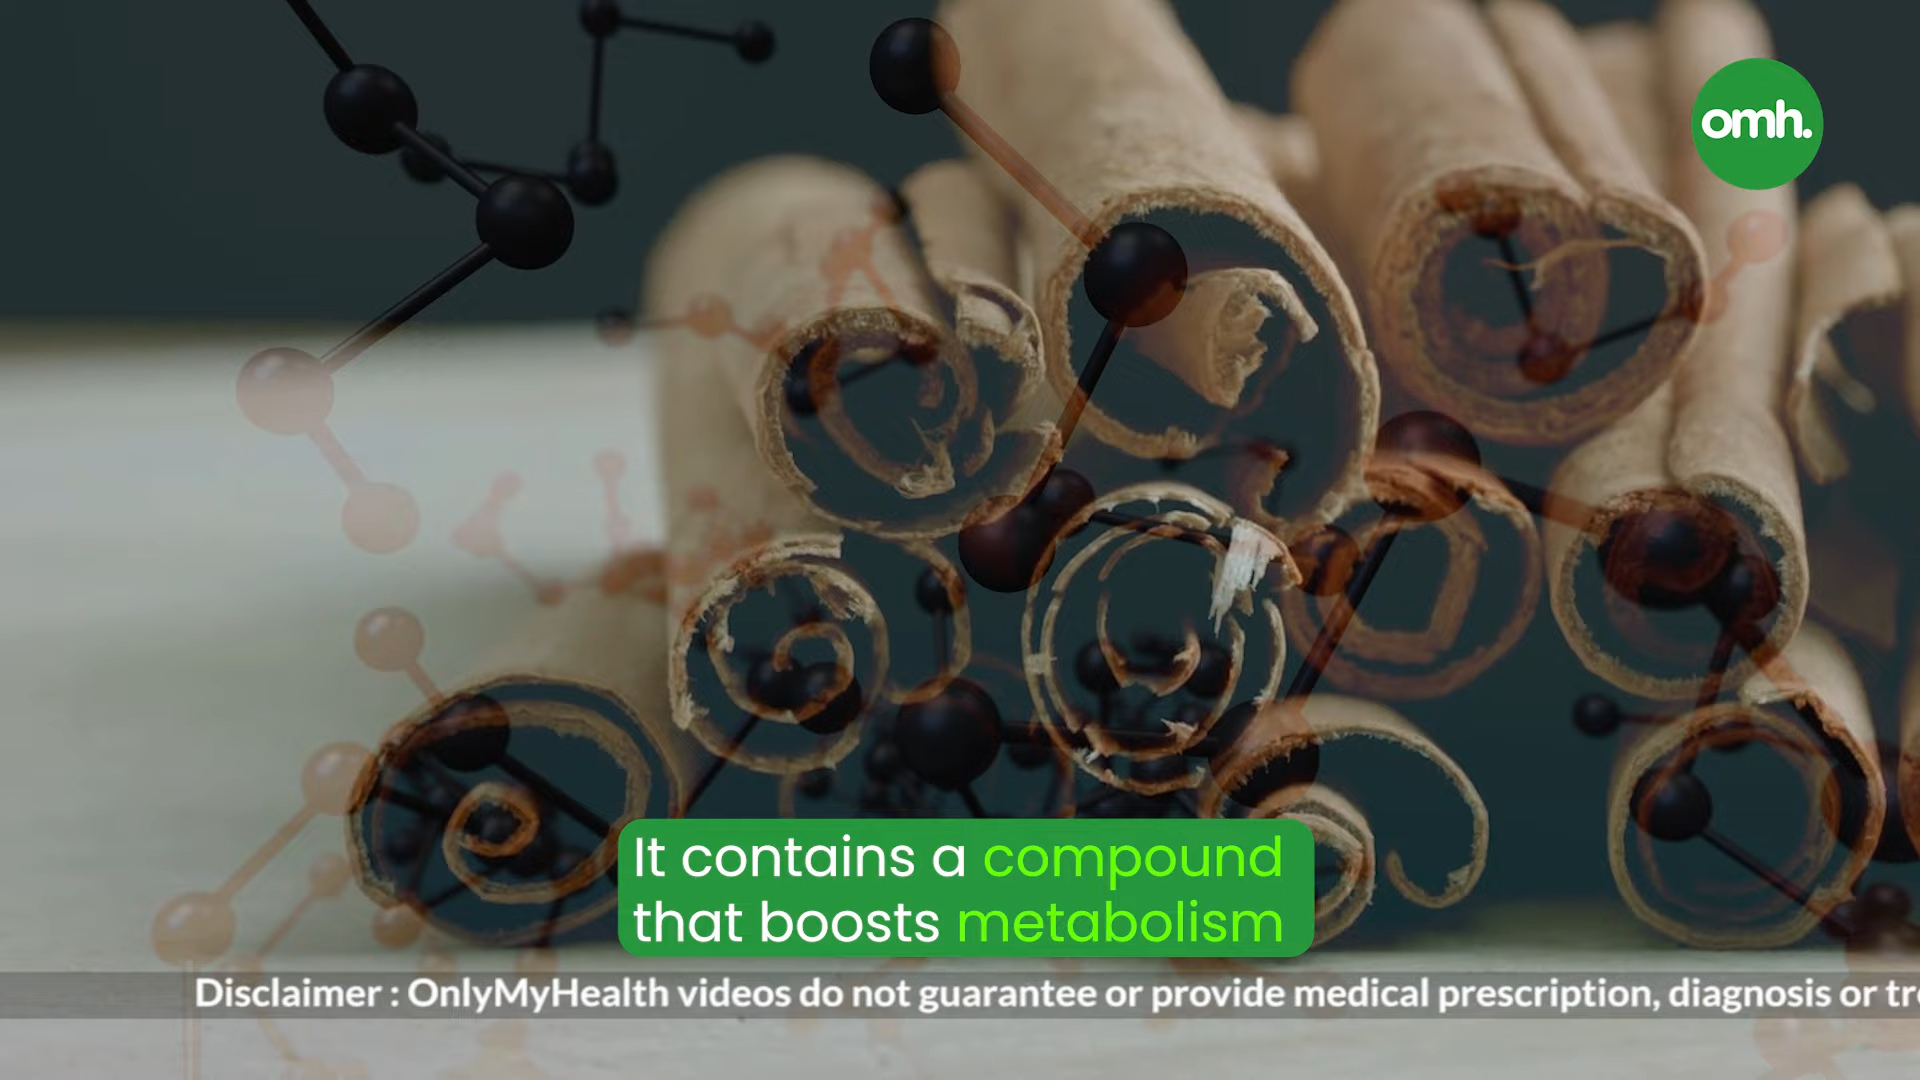 omh.
It contains a compound
that boosts metabolism
Disclaimer : OnlyMyHealth videos do not guarantee or provide medical prescription, diagnosis or